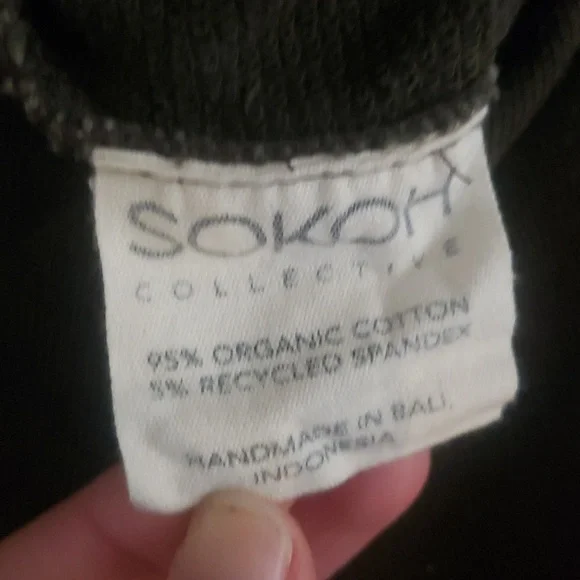 SOKOH
COLLECTIVE
95% ORGANIC COTTON
5% RECYCLED SPANDEX
HANDMADE IN BALI,
INDONESIA